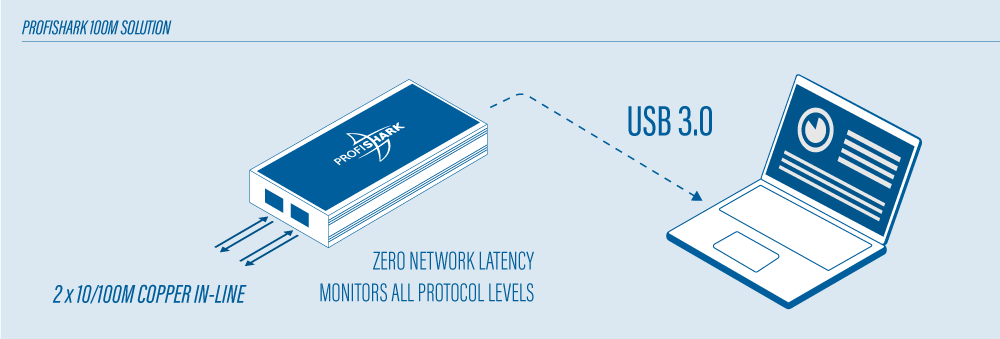 PROFISHARK 100M SOLUTION
USB 3.0
PROFISHARK
ZERO NETWORK LATENCY
MONITORS ALL PROTOCOL LEVELS
2 x 10/100M COPPER IN-LINE